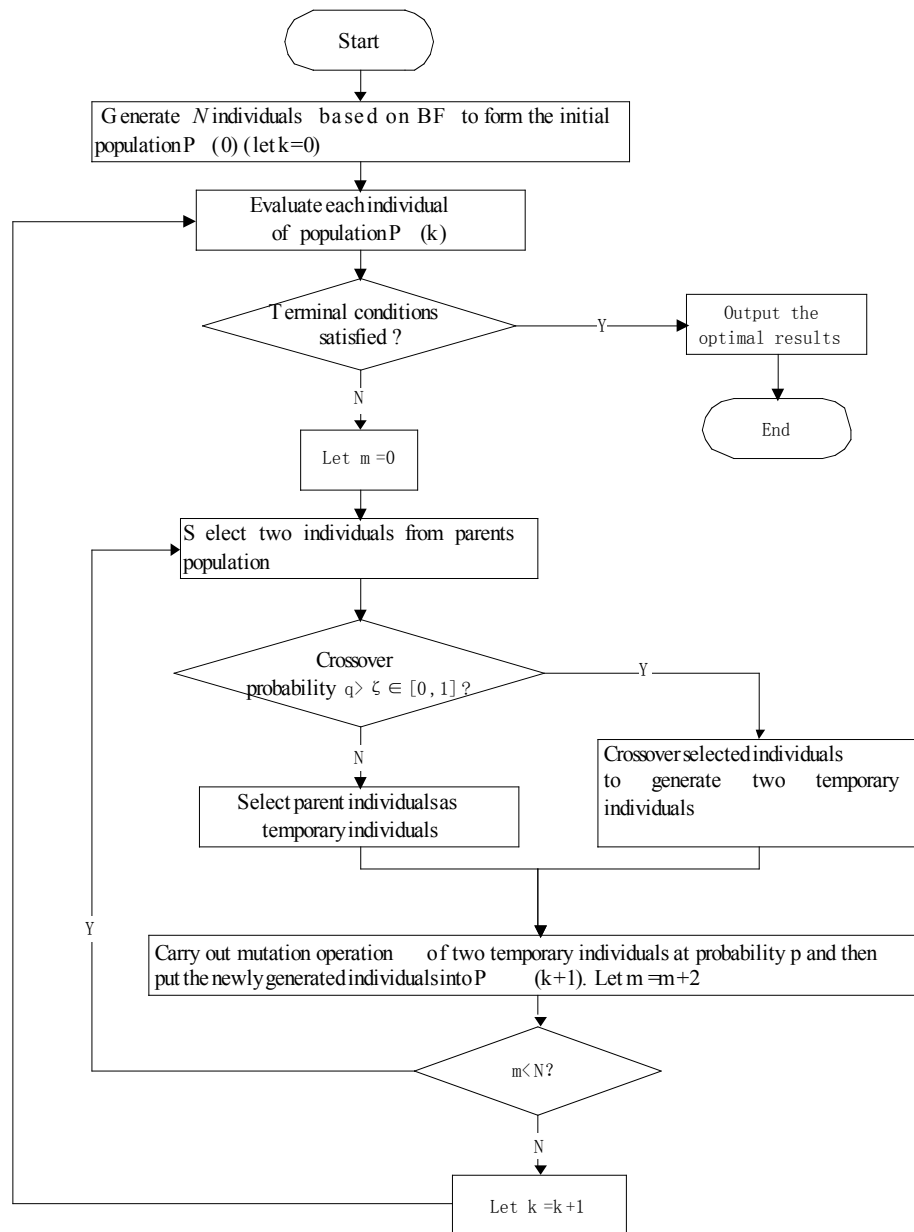 Start
Generate N individuals based on BF to form the initial
population P (0) (let k=0)
Evaluate each individual
of population P (k)
Terminal conditions
satisfied ?
Y
Output the
optimal results
End
N
Let m=0
Select two individuals from parents
population
Crossover
probability q> ζ ∈ [0, 1]?
Y
N
Crossover selected individuals
to generate two temporary
individuals
Select parent individuals as
temporary individuals
Y
Carry out mutation operation of two temporary individuals at probability p and then
put the newly generated individuals into P (k+1). Let m=m+2
m<N?
N
Let k=k+1